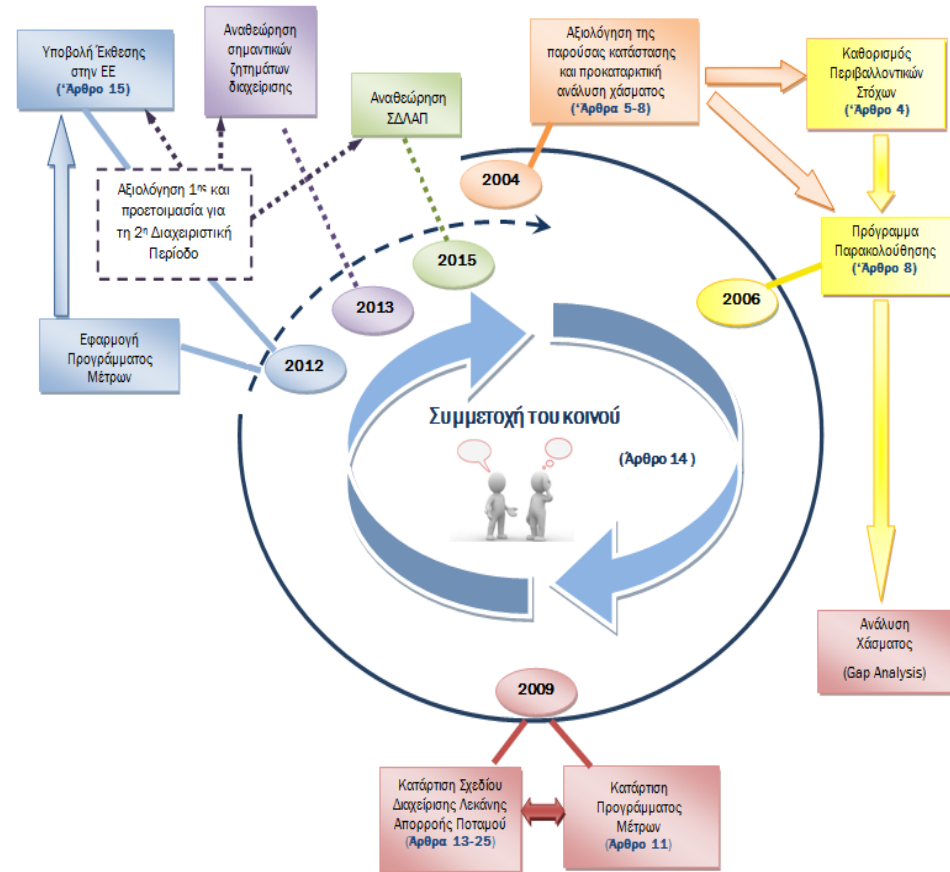 Υποβολή Έκθεσης
στην ΕΕ
(‘Άρθρο 15)
Αναθεώρηση
σημαντικών
ζητημάτων
διαχείρισης
Αναθεώρηση
ΣΔΛΑΠ
Αξιολόγηση της
παρούσας κατάστασης
και προκαταρκτική
ανάλυση χάσματος
(‘Άρθρα 5-8)
Καθορισμός
Περιβαλλοντικών
Στόχων
(‘Άρθρο 4)
Αξιολόγηση 1ης και
προετοιμασία για
τη 2η Διαχειριστική
Περίοδο
2004
Πρόγραμμα
Παρακολούθησης
(‘Άρθρο 8)
2015
2013
2006
Εφαρμογή
Προγράμματος
Μέτρων
2012
Συμμετοχή του κοινού
(Άρθρο 14 )
Ανάλυση
Χάσματος
(Gap Analysis)
2009
Κατάρτιση Σχεδίου
Διαχείρισης Λεκάνης
Απορροής Ποταμού
(Άρθρα 13-25)
Κατάρτιση
Προγράμματος
Μέτρων
(Άρθρο 11)